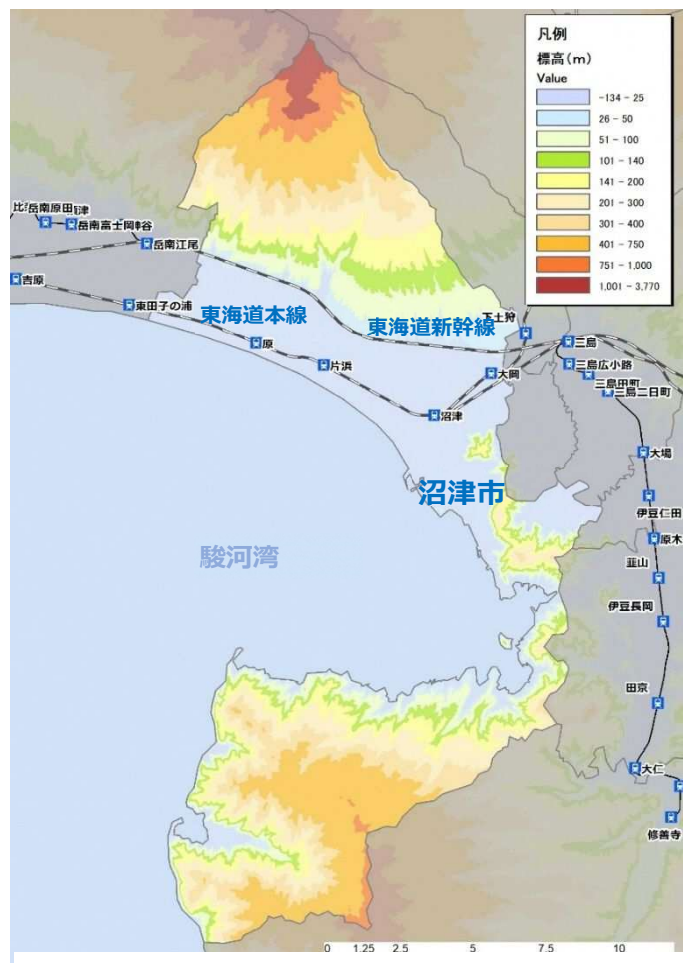 凡例
標高(m)
Value
-134 - 25
26 - 50
51 - 100
101 - 140
141 - 200
201 - 300
301 - 400
401 - 750
751 - 1,000
1,001 - 3,770
岳南原田
岳南富士岡
岳南江尾
吉原
東田子の浦
東海道本線
東海道新幹線
下土狩
原
片浜
大岡
三島
三島広小路
三島田町
三島二日町
沼津
大場
沼津市
伊豆仁田
原木
駿河湾
韮山
伊豆長岡
田京
大仁
修善寺
0 1.25 2.5 5 7.5 10